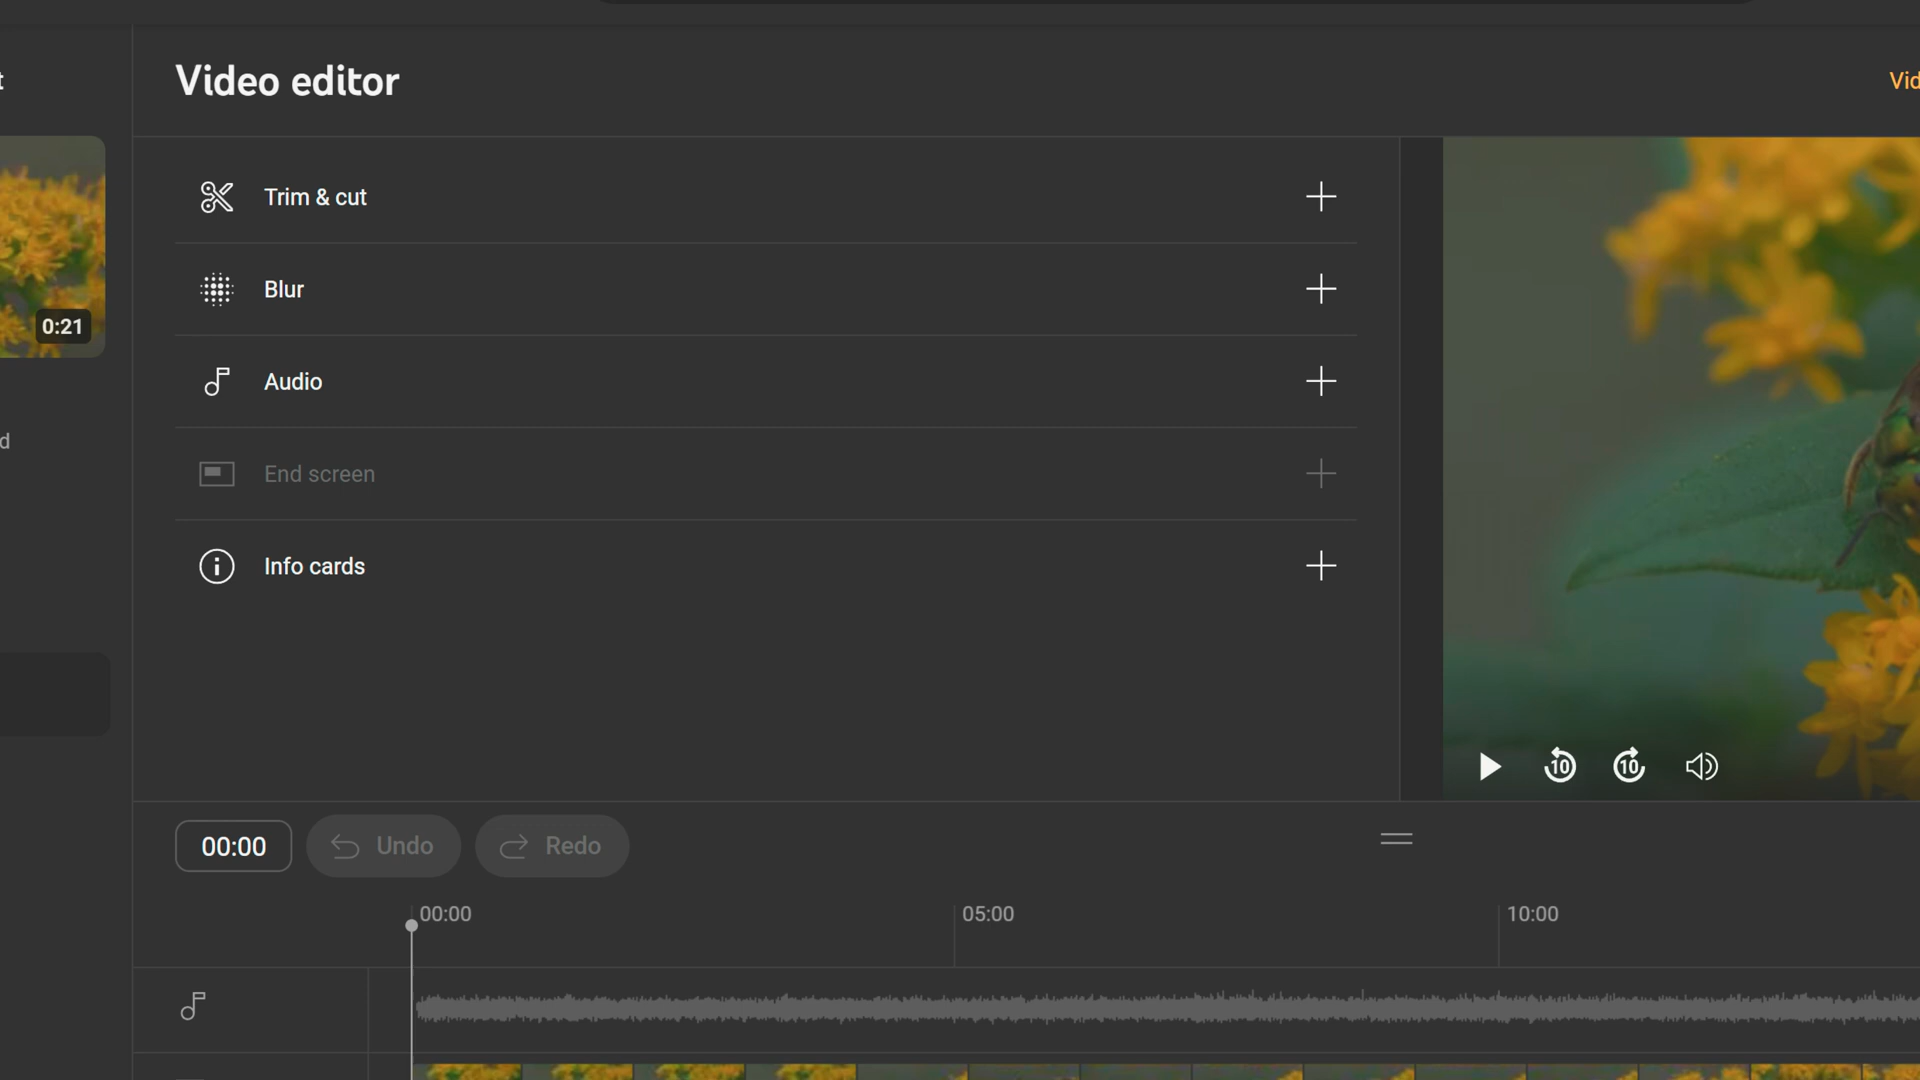 Video editor
Trim & cut
Blur
0:21
Audio
End screen
Info cards
10
10
00:00
Undo
Redo
00:00
05:00
10:00